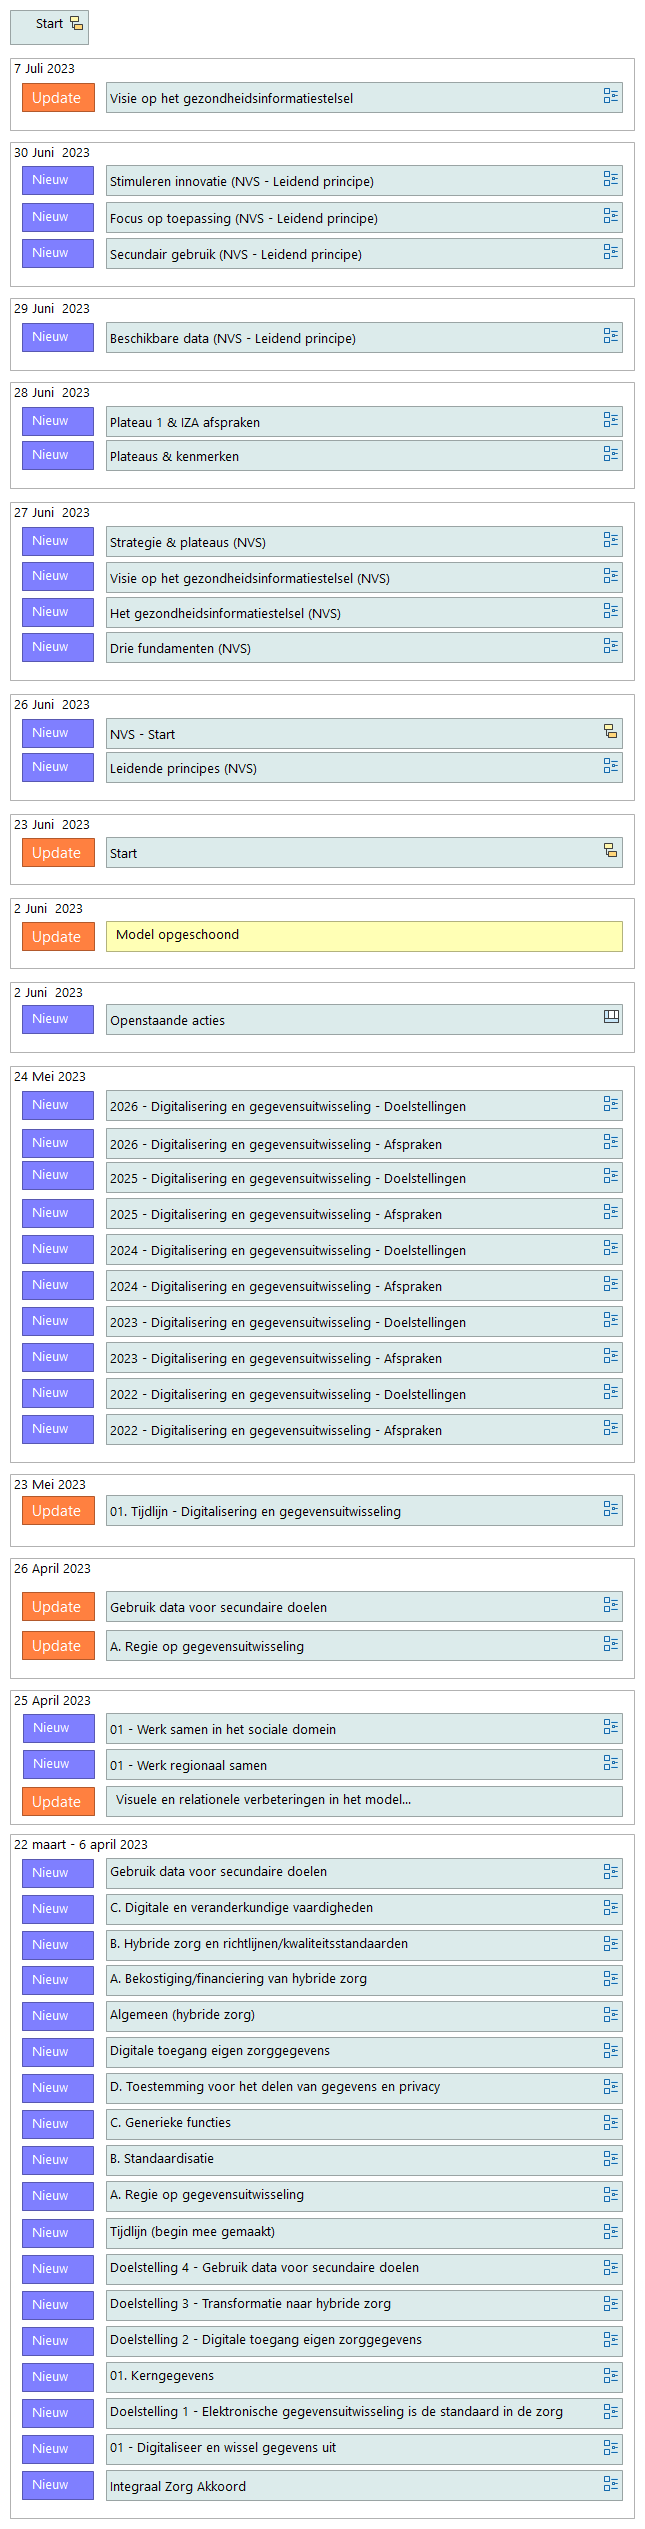 Start
7 Juli 2023
Update Visie op het gezondheidsinformatiestelsel
30 Juni 2023
Nieuw Stimuleren innovatie (NVS - Leidend principe)
Nieuw Focus op toepassing (NVS - Leidend principe)
Nieuw Secundair gebruik (NVS - Leidend principe)
29 Juni 2023
Nieuw Beschikbare data (NVS - Leidend principe)
28 Juni 2023
Nieuw Plateau 1 & IZA afspraken
Nieuw Plateaus & kenmerken
27 Juni 2023
Nieuw Strategie & plateaus (NVS)
Nieuw Visie op het gezondheidsinformatiestelsel (NVS)
Nieuw Het gezondheidsinformatiestelsel (NVS)
Nieuw Drie fundamenten (NVS)
26 Juni 2023
Nieuw NVS - Start
Nieuw Leidende principes (NVS)
23 Juni 2023
Update Start
2 Juni 2023
Update Model opgeschoond
2 Juni 2023
Nieuw Openstaande acties
24 Mei 2023
Nieuw 2026 - Digitalisering en gegevensuitwisseling - Doelstellingen
Nieuw 2026 - Digitalisering en gegevensuitwisseling - Afspraken
Nieuw 2025 - Digitalisering en gegevensuitwisseling - Doelstellingen
Nieuw 2025 - Digitalisering en gegevensuitwisseling - Afspraken
Nieuw 2024 - Digitalisering en gegevensuitwisseling - Doelstellingen
Nieuw 2024 - Digitalisering en gegevensuitwisseling - Afspraken
Nieuw 2023 - Digitalisering en gegevensuitwisseling - Doelstellingen
Nieuw 2023 - Digitalisering en gegevensuitwisseling - Afspraken
Nieuw 2022 - Digitalisering en gegevensuitwisseling - Doelstellingen
Nieuw 2022 - Digitalisering en gegevensuitwisseling - Afspraken
23 Mei 2023
Update 01. Tijdlijn - Digitalisering en gegevensuitwisseling
26 April 2023
Update Gebruik data voor secundaire doelen
Update A. Regie op gegevensuitwisseling
25 April 2023
Nieuw 01 - Werk samen in het sociale domein
Nieuw 01 - Werk regionaal samen
Update Visuele en relationele verbeteringen in het model...
22 maart - 6 april 2023
Nieuw Gebruik data voor secundaire doelen
Nieuw C. Digitale en veranderkundige vaardigheden
Nieuw B. Hybride zorg en richtlijnen/kwaliteitsstandaarden
Nieuw A. Bekostiging/financiering van hybride zorg
Nieuw Algemeen (hybride zorg)
Nieuw Digitale toegang eigen zorggegevens
Nieuw D. Toestemming voor het delen van gegevens en privacy
Nieuw C. Generieke functies
Nieuw B. Standaardisatie
Nieuw A. Regie op gegevensuitwisseling
Nieuw Tijdlijn (begin mee gemaakt)
Nieuw Doelstelling 4 - Gebruik data voor secundaire doelen
Nieuw Doelstelling 3 - Transformatie naar hybride zorg
Nieuw Doelstelling 2 - Digitale toegang eigen zorggegevens
Nieuw 01. Kerngegevens
Nieuw Doelstelling 1 - Elektronische gegevensuitwisseling is de standaard in de zorg
Nieuw 01 - Digitaliseer en wissel gegevens uit
Nieuw Integraal Zorg Akkoord